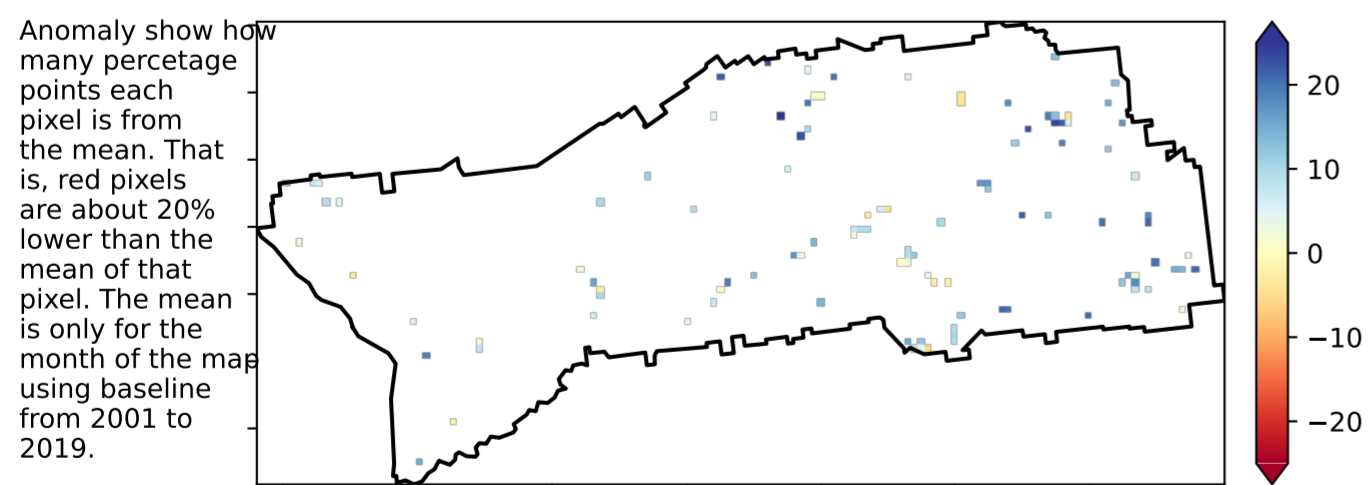 Anomaly show how
many percetage
points each
pixel is from
the mean. That
is, red pixels
are about 20%
lower than the
mean of that
pixel. The mean
is only for the
month of the map
using baseline
from 2001 to
2019.
20
10
0
−10
−20